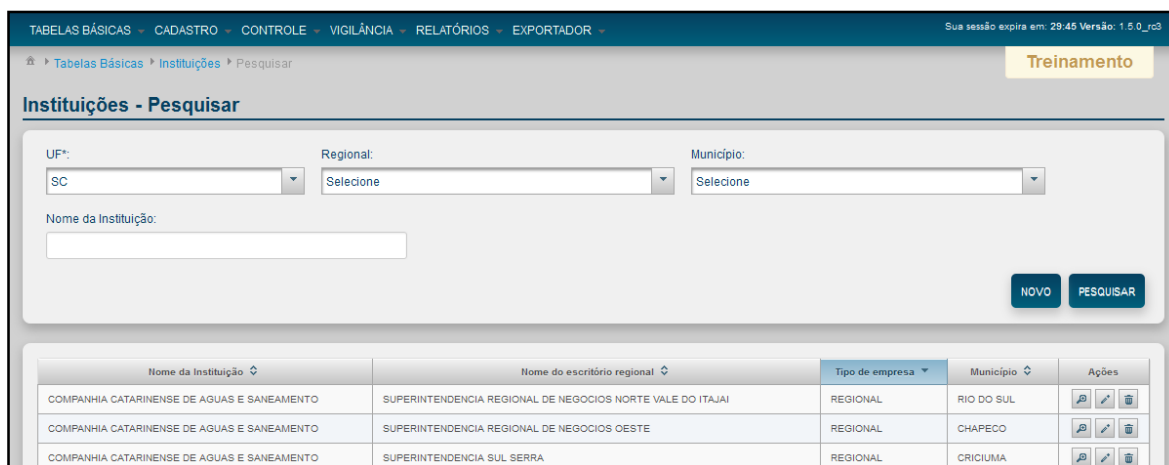 TABELAS BÁSICAS CADASTRO CONTROLE VIGILÂNCIA RELATÓRIOS EXPORTADOR Sua sessão expira em: 29:45 Versão: 1.5.0_rc3
Tabelas Básicas Instituições Pesquisar Treinamento
Instituições - Pesquisar
UF*: Regional: Município:
SC Selecione Selecione
Nome da Instituição:
NOVO PESQUISAR
Nome da Instituição Nome do escritório regional Tipo de empresa Município Ações
COMPANHIA CATARINENSE DE AGUAS E SANEAMENTO SUPERINTENDENCIA REGIONAL DE NEGOCIOS NORTE VALE DO ITAJAI REGIONAL RIO DO SUL
COMPANHIA CATARINENSE DE AGUAS E SANEAMENTO SUPERINTENDENCIA REGIONAL DE NEGOCIOS OESTE REGIONAL CHAPECO
COMPANHIA CATARINENSE DE AGUAS E SANEAMENTO SUPERINTENDENCIA SUL SERRA REGIONAL CRICIUMA